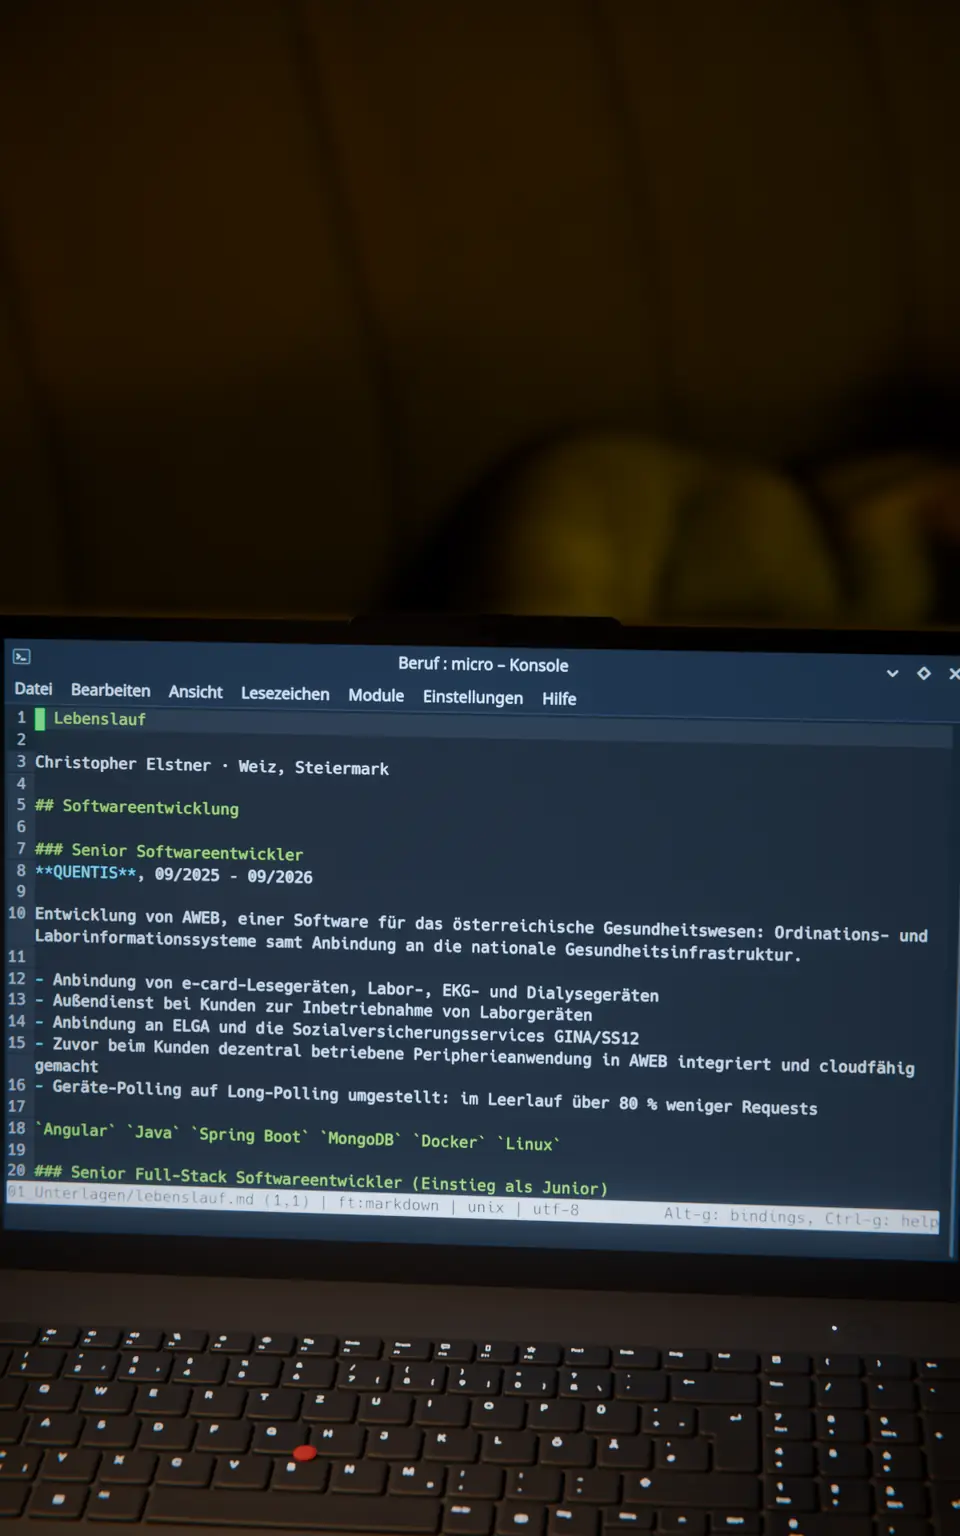 Beruf : micro – Konsole
Datei Bearbeiten Ansicht Lesezeichen Module Einstellungen Hilfe
1 Lebenslauf
2
3 Christopher Elstner · Weiz, Steiermark
4
5 ## Softwareentwicklung
6
7 ### Senior Softwareentwickler
8 **QUENTIS**, 09/2025 - 09/2026
9
10 Entwicklung von AWEB, einer Software für das österreichische Gesundheitswesen: Ordinations- und
Laborinformationssysteme samt Anbindung an die nationale Gesundheitsinfrastruktur.
11
12 - Anbindung von e-card-Lesegeräten, Labor-, EKG- und Dialysegeräten
13 - Außendienst bei Kunden zur Inbetriebnahme von Laborgeräten
14 - Anbindung an ELGA und die Sozialversicherungsservices GINA/SS12
15 - Zuvor beim Kunden dezentral betriebene Peripherieanwendung in AWEB integriert und cloudfähig
gemacht
16 - Geräte-Polling auf Long-Polling umgestellt: im Leerlauf über 80 % weniger Requests
17
18 `Angular` `Java` `Spring Boot` `MongoDB` `Docker` `Linux`
19
20 ### Senior Full-Stack Softwareentwickler (Einstieg als Junior)
01_Unterlagen/lebenslauf.md (1,1) | ft:markdown | unix | utf-8 Alt-g: bindings, Ctrl-g: help
Q W E R T Z U I O P Ü
A S D F G H J K L Ö Ä
Y X C V B N M